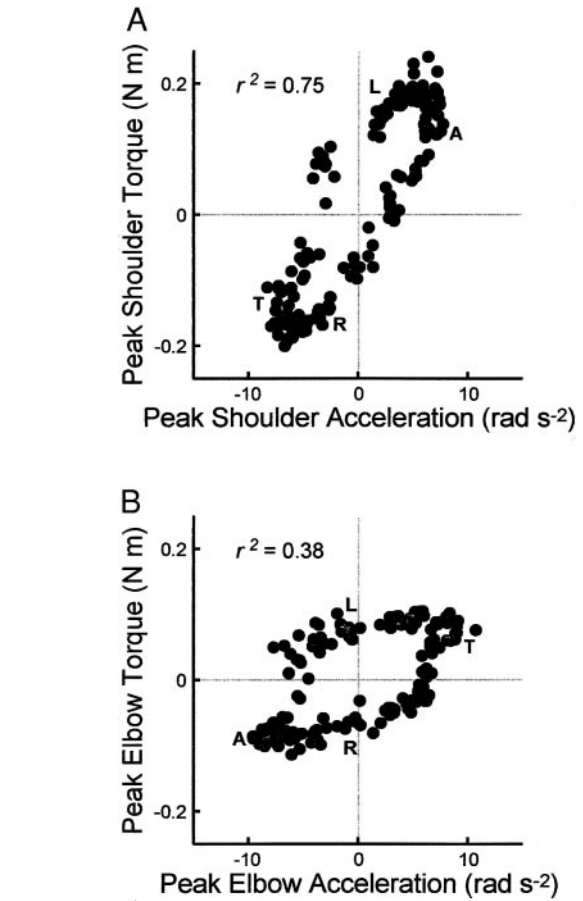 A
Peak Shoulder Torque (N m)
r² = 0.75
0.2
0
-0.2
L
A
T
R
-10
0
10
Peak Shoulder Acceleration (rad s-2)
B
Peak Elbow Torque (N m)
r² = 0.38
0.2
0
-0.2
L
T
A
R
-10
0
10
Peak Elbow Acceleration (rad s-2)